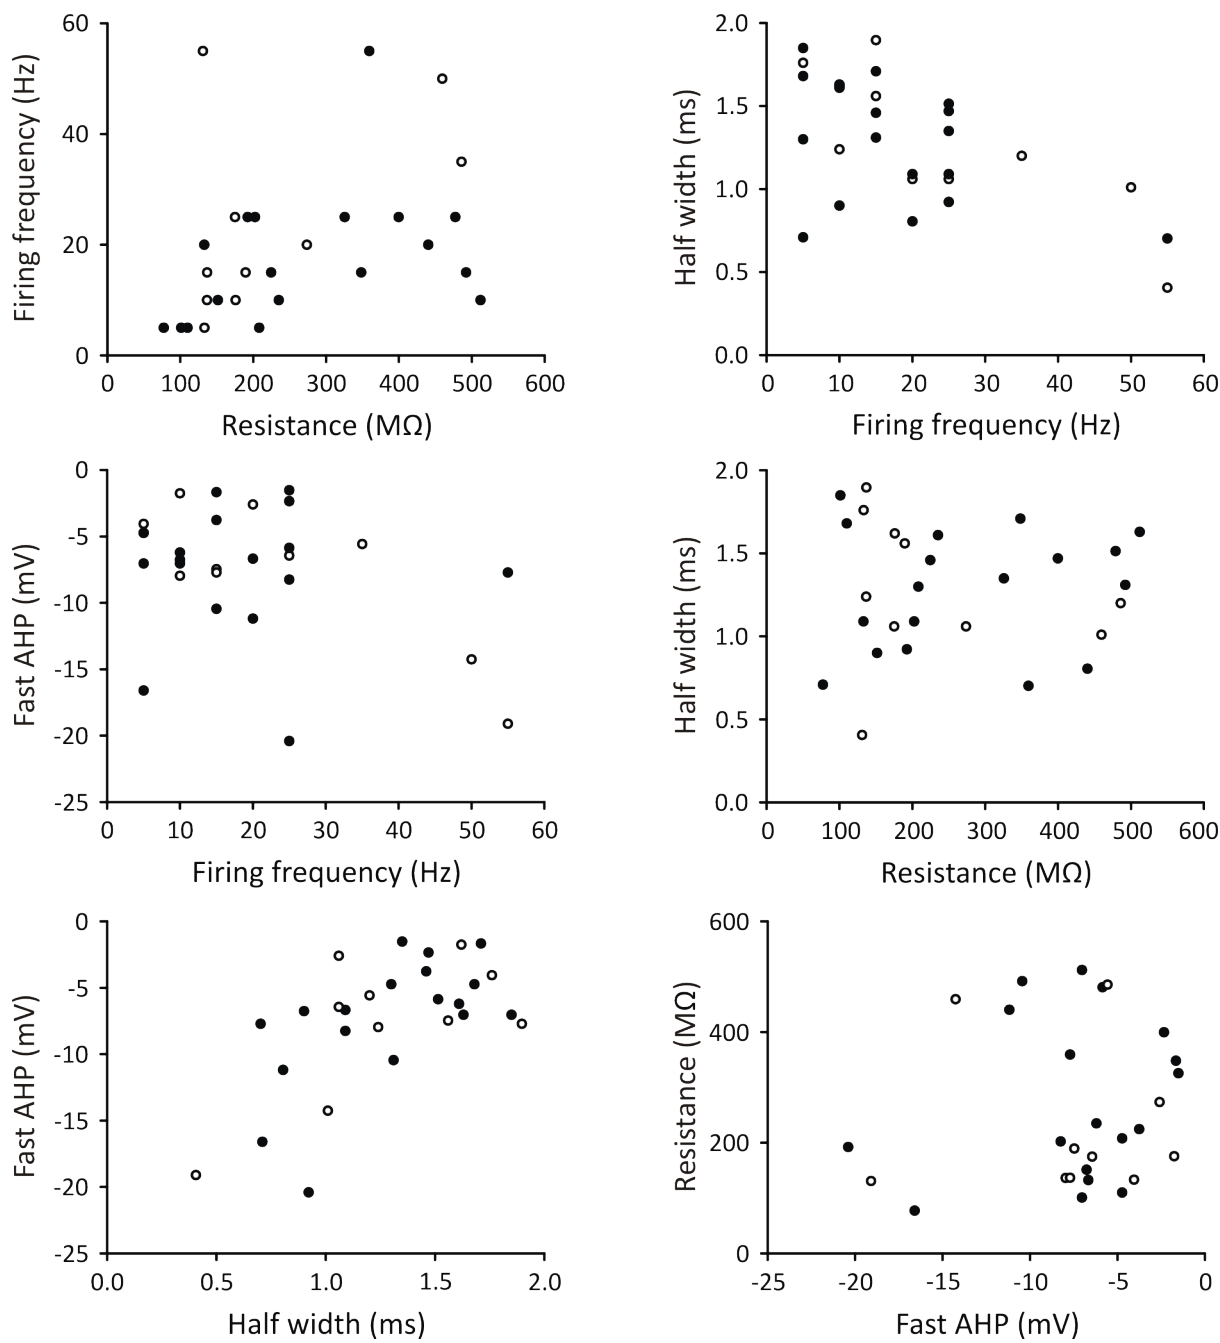 60
40
20
0
0 100 200 300 400 500 600
Firing frequency (Hz)
Resistance (MΩ)
2.0
1.5
1.0
0.5
0.0
0 10 20 30 40 50 60
Half width (ms)
Firing frequency (Hz)
0
-5
-10
-15
-20
-25
0 10 20 30 40 50 60
Fast AHP (mV)
Firing frequency (Hz)
2.0
1.5
1.0
0.5
0.0
0 100 200 300 400 500 600
Half width (ms)
Resistance (MΩ)
0
-5
-10
-15
-20
-25
0.0 0.5 1.0 1.5 2.0
Fast AHP (mV)
Half width (ms)
600
400
200
0
-25 -20 -15 -10 -5 0
Resistance (MΩ)
Fast AHP (mV)